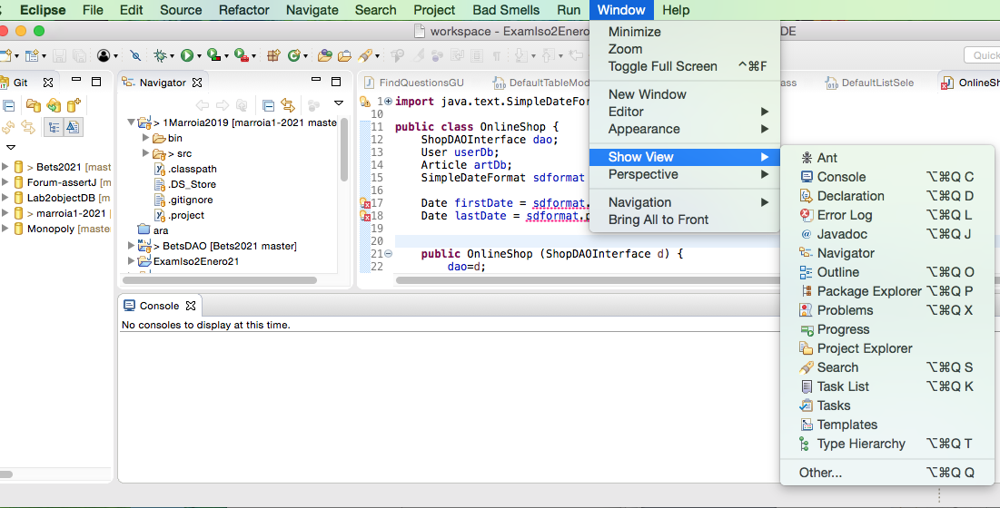 Eclipse File Edit Source Refactor Navigate Search Project Bad Smells Run Window Help
workspace - ExamIso2Enero
DE
Quick
Git
Navigator
FindQuestionsGU
DefaultTableMod
ass
DefaultListSele
OnlineSh
> Bets2021 [mast
Forum-assertJ [m
Lab2objectDB [m
> marroia1-2021 [
Monopoly [maste
> 1Marroia2019 [marroia1-2021 maste
bin
> src
.classpath
.DS_Store
.gitignore
.project
ara
> BetsDAO [Bets2021 master]
ExamIso2Enero21
1 import java.text.SimpleDateFor
10
11 public class OnlineShop {
12 ShopDAOInterface dao;
13 User userDb;
14 Article artDb;
15 SimpleDateFormat sdformat
16
17 Date firstDate = sdformat.
18 Date lastDate = sdformat.p
19
20
21 public OnlineShop (ShopDAOInterface d) {
22 dao=d;
Console
No consoles to display at this time.
Minimize
Zoom
Toggle Full Screen ^⌘F
New Window
Editor
Appearance
Show View
Perspective
Navigation
Bring All to Front
Ant
Console ⌥⌘Q C
Declaration ⌥⌘Q D
Error Log ⌥⌘Q L
Javadoc ⌥⌘Q J
Navigator
Outline ⌥⌘Q O
Package Explorer ⌥⌘Q P
Problems ⌥⌘Q X
Progress
Project Explorer
Search ⌥⌘Q S
Task List ⌥⌘Q K
Tasks
Templates
Type Hierarchy ⌥⌘Q T
Other... ⌥⌘Q Q